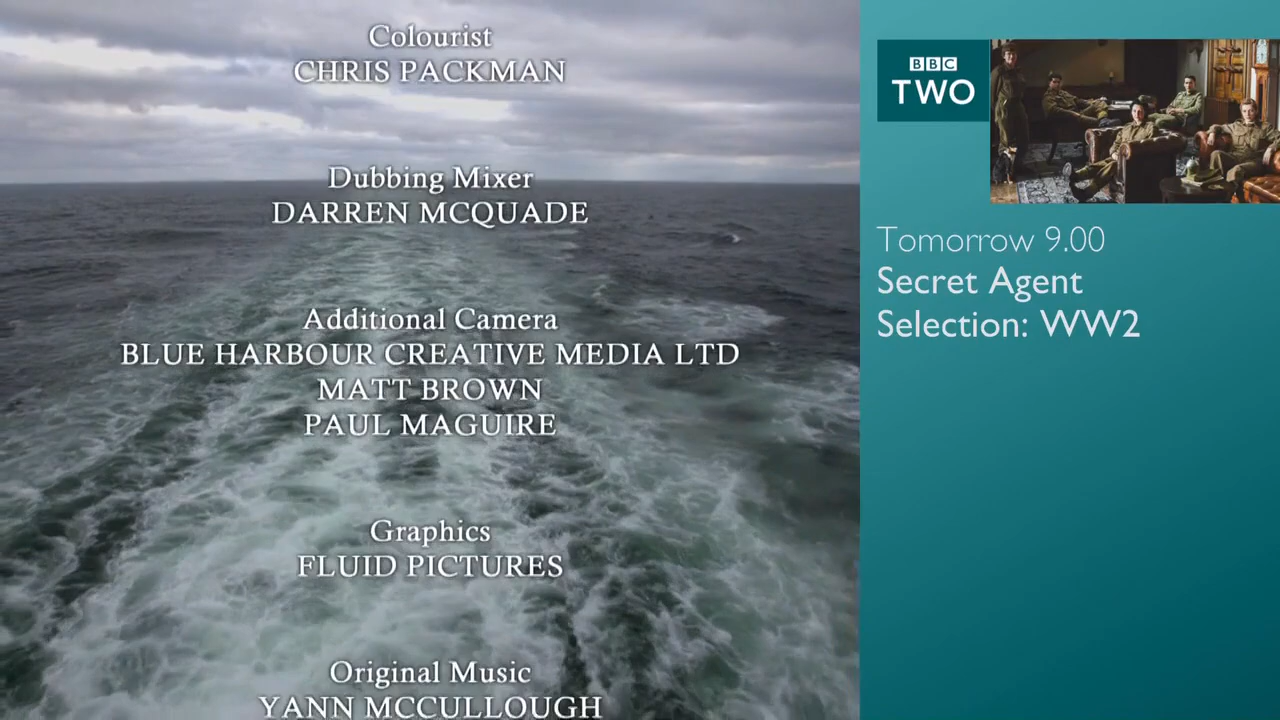 Colourist
CHRIS PACKMAN
Dubbing Mixer
DARREN MCQUADE
Additional Camera
BLUE HARBOUR CREATIVE MEDIA LTD
MATT BROWN
PAUL MAGUIRE
Graphics
FLUID PICTURES
Original Music
YANN MCCULLOUGH
BBC
TWO
Tomorrow 9.00
Secret Agent
Selection: WW2